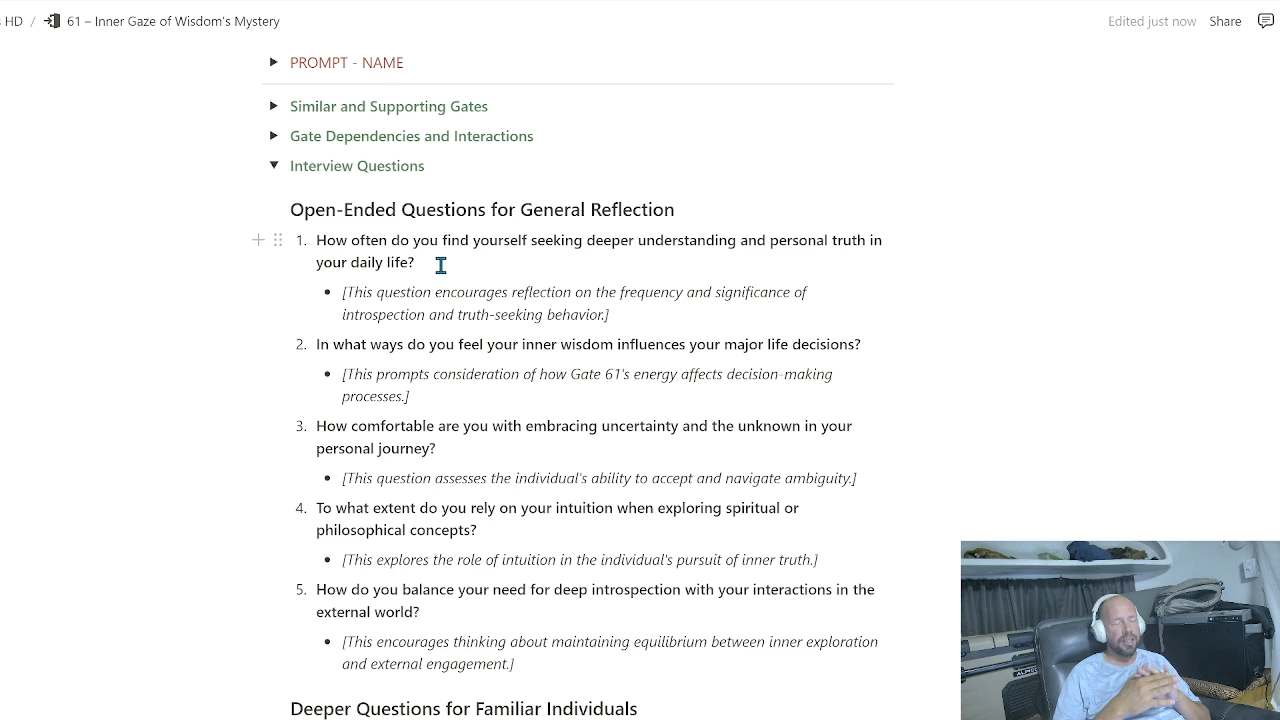 HD / 61 – Inner Gaze of Wisdom's Mystery
Edited just now Share
PROMPT - NAME
Similar and Supporting Gates
Gate Dependencies and Interactions
Interview Questions
Open-Ended Questions for General Reflection
1. How often do you find yourself seeking deeper understanding and personal truth in
your daily life?
• [This question encourages reflection on the frequency and significance of
introspection and truth-seeking behavior.]
2. In what ways do you feel your inner wisdom influences your major life decisions?
• [This prompts consideration of how Gate 61's energy affects decision-making
processes.]
3. How comfortable are you with embracing uncertainty and the unknown in your
personal journey?
• [This question assesses the individual's ability to accept and navigate ambiguity.]
4. To what extent do you rely on your intuition when exploring spiritual or
philosophical concepts?
• [This explores the role of intuition in the individual's pursuit of inner truth.]
5. How do you balance your need for deep introspection with your interactions in the
external world?
• [This encourages thinking about maintaining equilibrium between inner exploration
and external engagement.]
Deeper Questions for Familiar Individuals